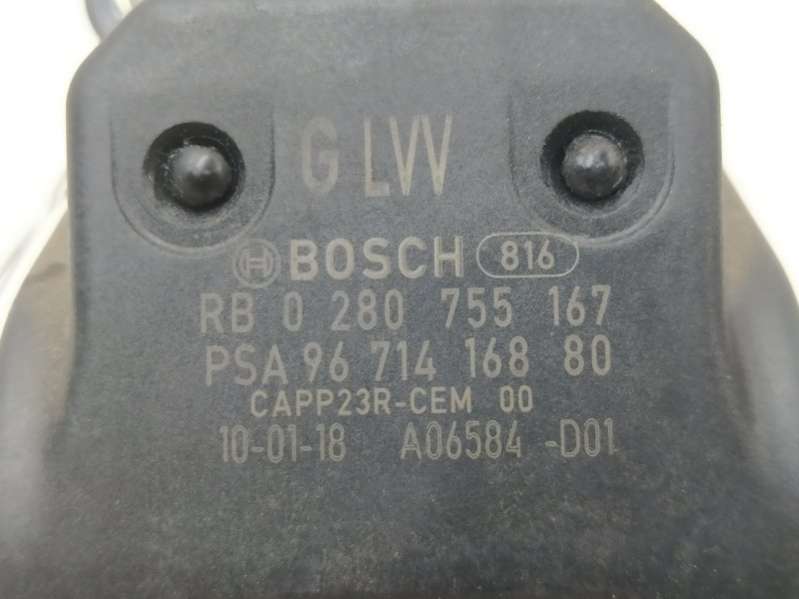 G LVV
BOSCH 816
RB 0 280 755 167
PSA 96 714 168 80
CAPP23R-CEM 00
10-01-18 A06584 -D01